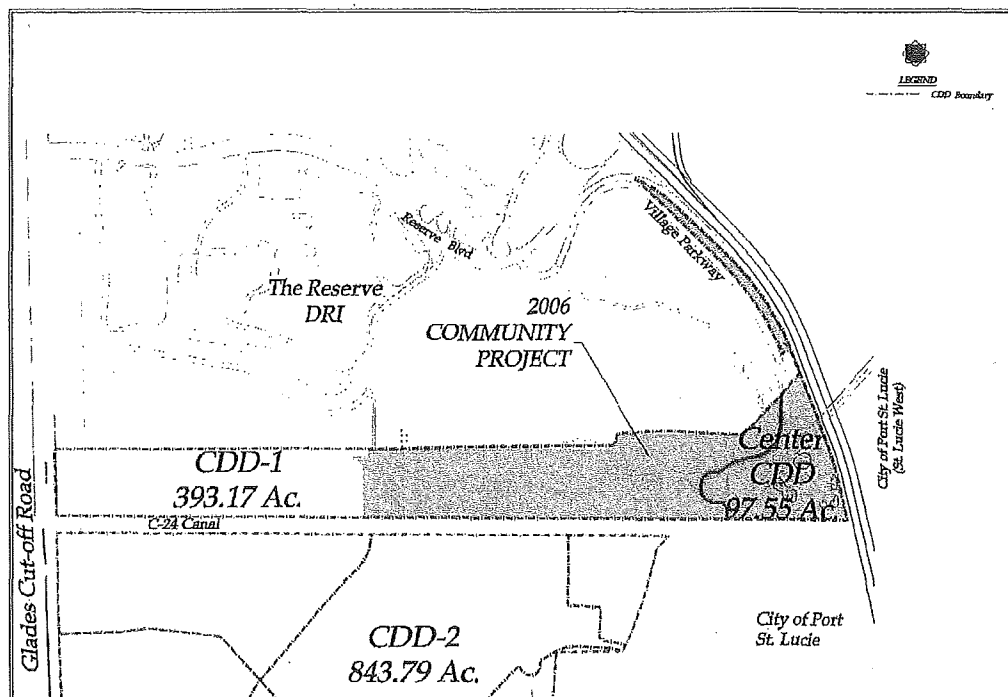 LEGEND
CDD Boundary
Village Parkway
Reserve Blvd
The Reserve
DRI
2006
COMMUNITY
PROJECT
City of Port St. Lucie
(St. Lucie West)
Center
CDD
97.55 Ac.
CDD-1
393.17 Ac.
C-24 Canal
Glades Cut-off Road
CDD-2
843.79 Ac.
City of Port
St. Lucie